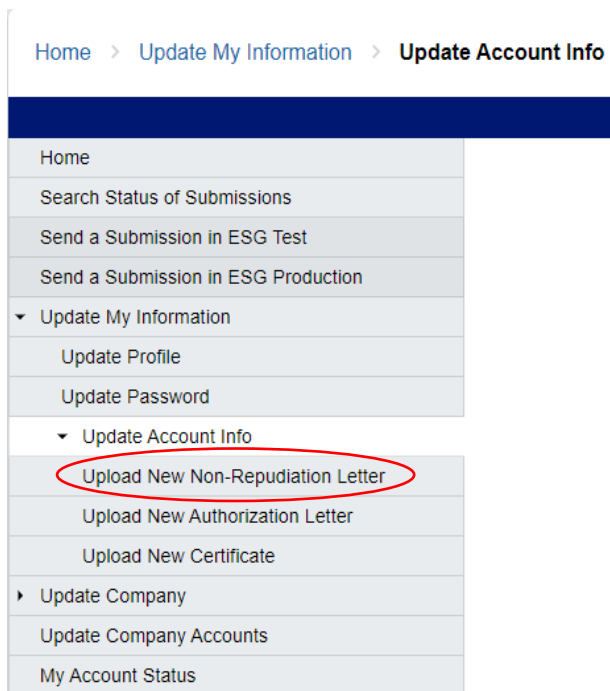 Home > Update My Information > Update Account Info
Home
Search Status of Submissions
Send a Submission in ESG Test
Send a Submission in ESG Production
Update My Information
Update Profile
Update Password
Update Account Info
Upload New Non-Repudiation Letter
Upload New Authorization Letter
Upload New Certificate
Update Company
Update Company Accounts
My Account Status